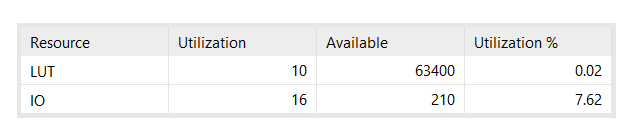 Resource Utilization Available Utilization %
LUT 10 63400 0.02
IO 16 210 7.62